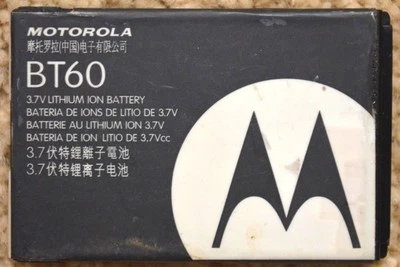 MOTOROLA
摩托罗拉(中国)电子有限公司
BT60
3.7V LITHIUM ION BATTERY
BATERIA DE IONS DE LITIO DE 3.7V
BATTERIE AU LITHIUM ION 3.7V
BATERIA DE ION LITIO DE 3.7Vcc
3.7伏特鋰離子電池
3.7伏特锂离子电池